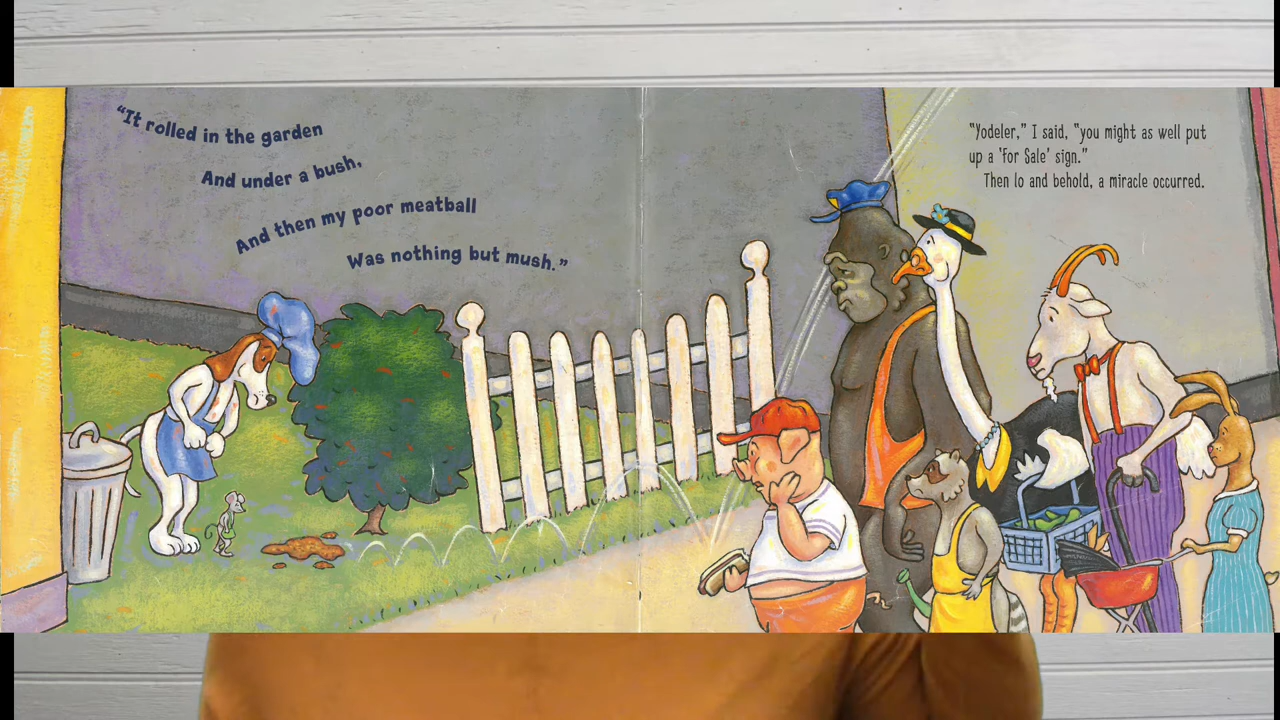 “It rolled in the garden
And under a bush,
And then my poor meatball
Was nothing but mush.”
“Yodeler,” I said, “you might as well put
up a ‘For Sale’ sign.”
Then lo and behold, a miracle occurred.